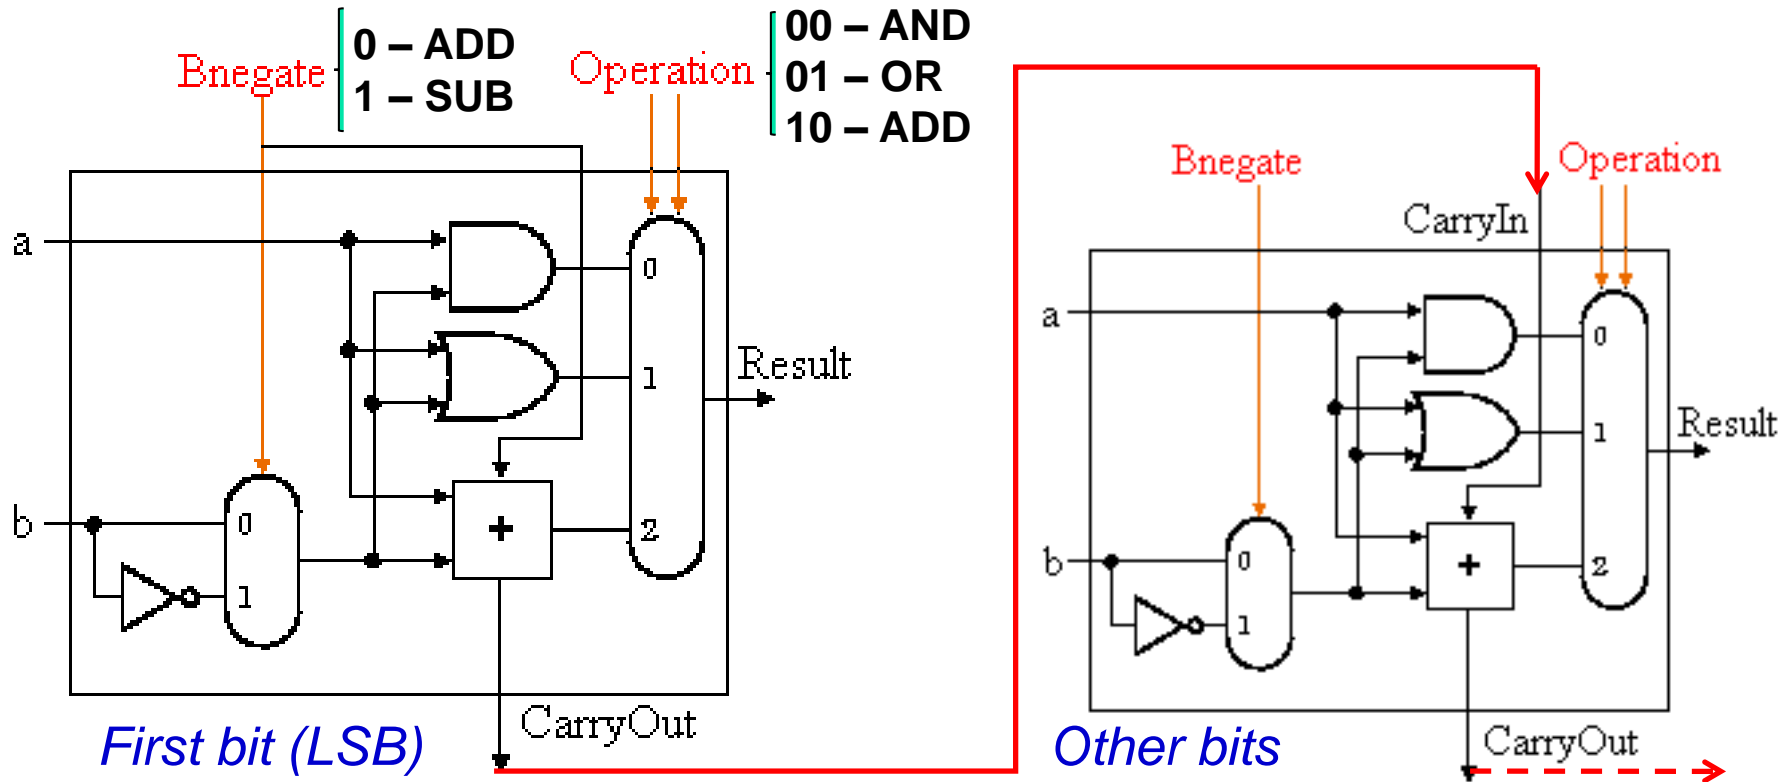 Bnegate
0 – ADD
1 – SUB
Operation
00 – AND
01 – OR
10 – ADD
a
b
0
1
+
0
1
2
Result
CarryOut
First bit (LSB)
Bnegate
Operation
CarryIn
a
b
0
1
+
0
1
2
Result
CarryOut
Other bits